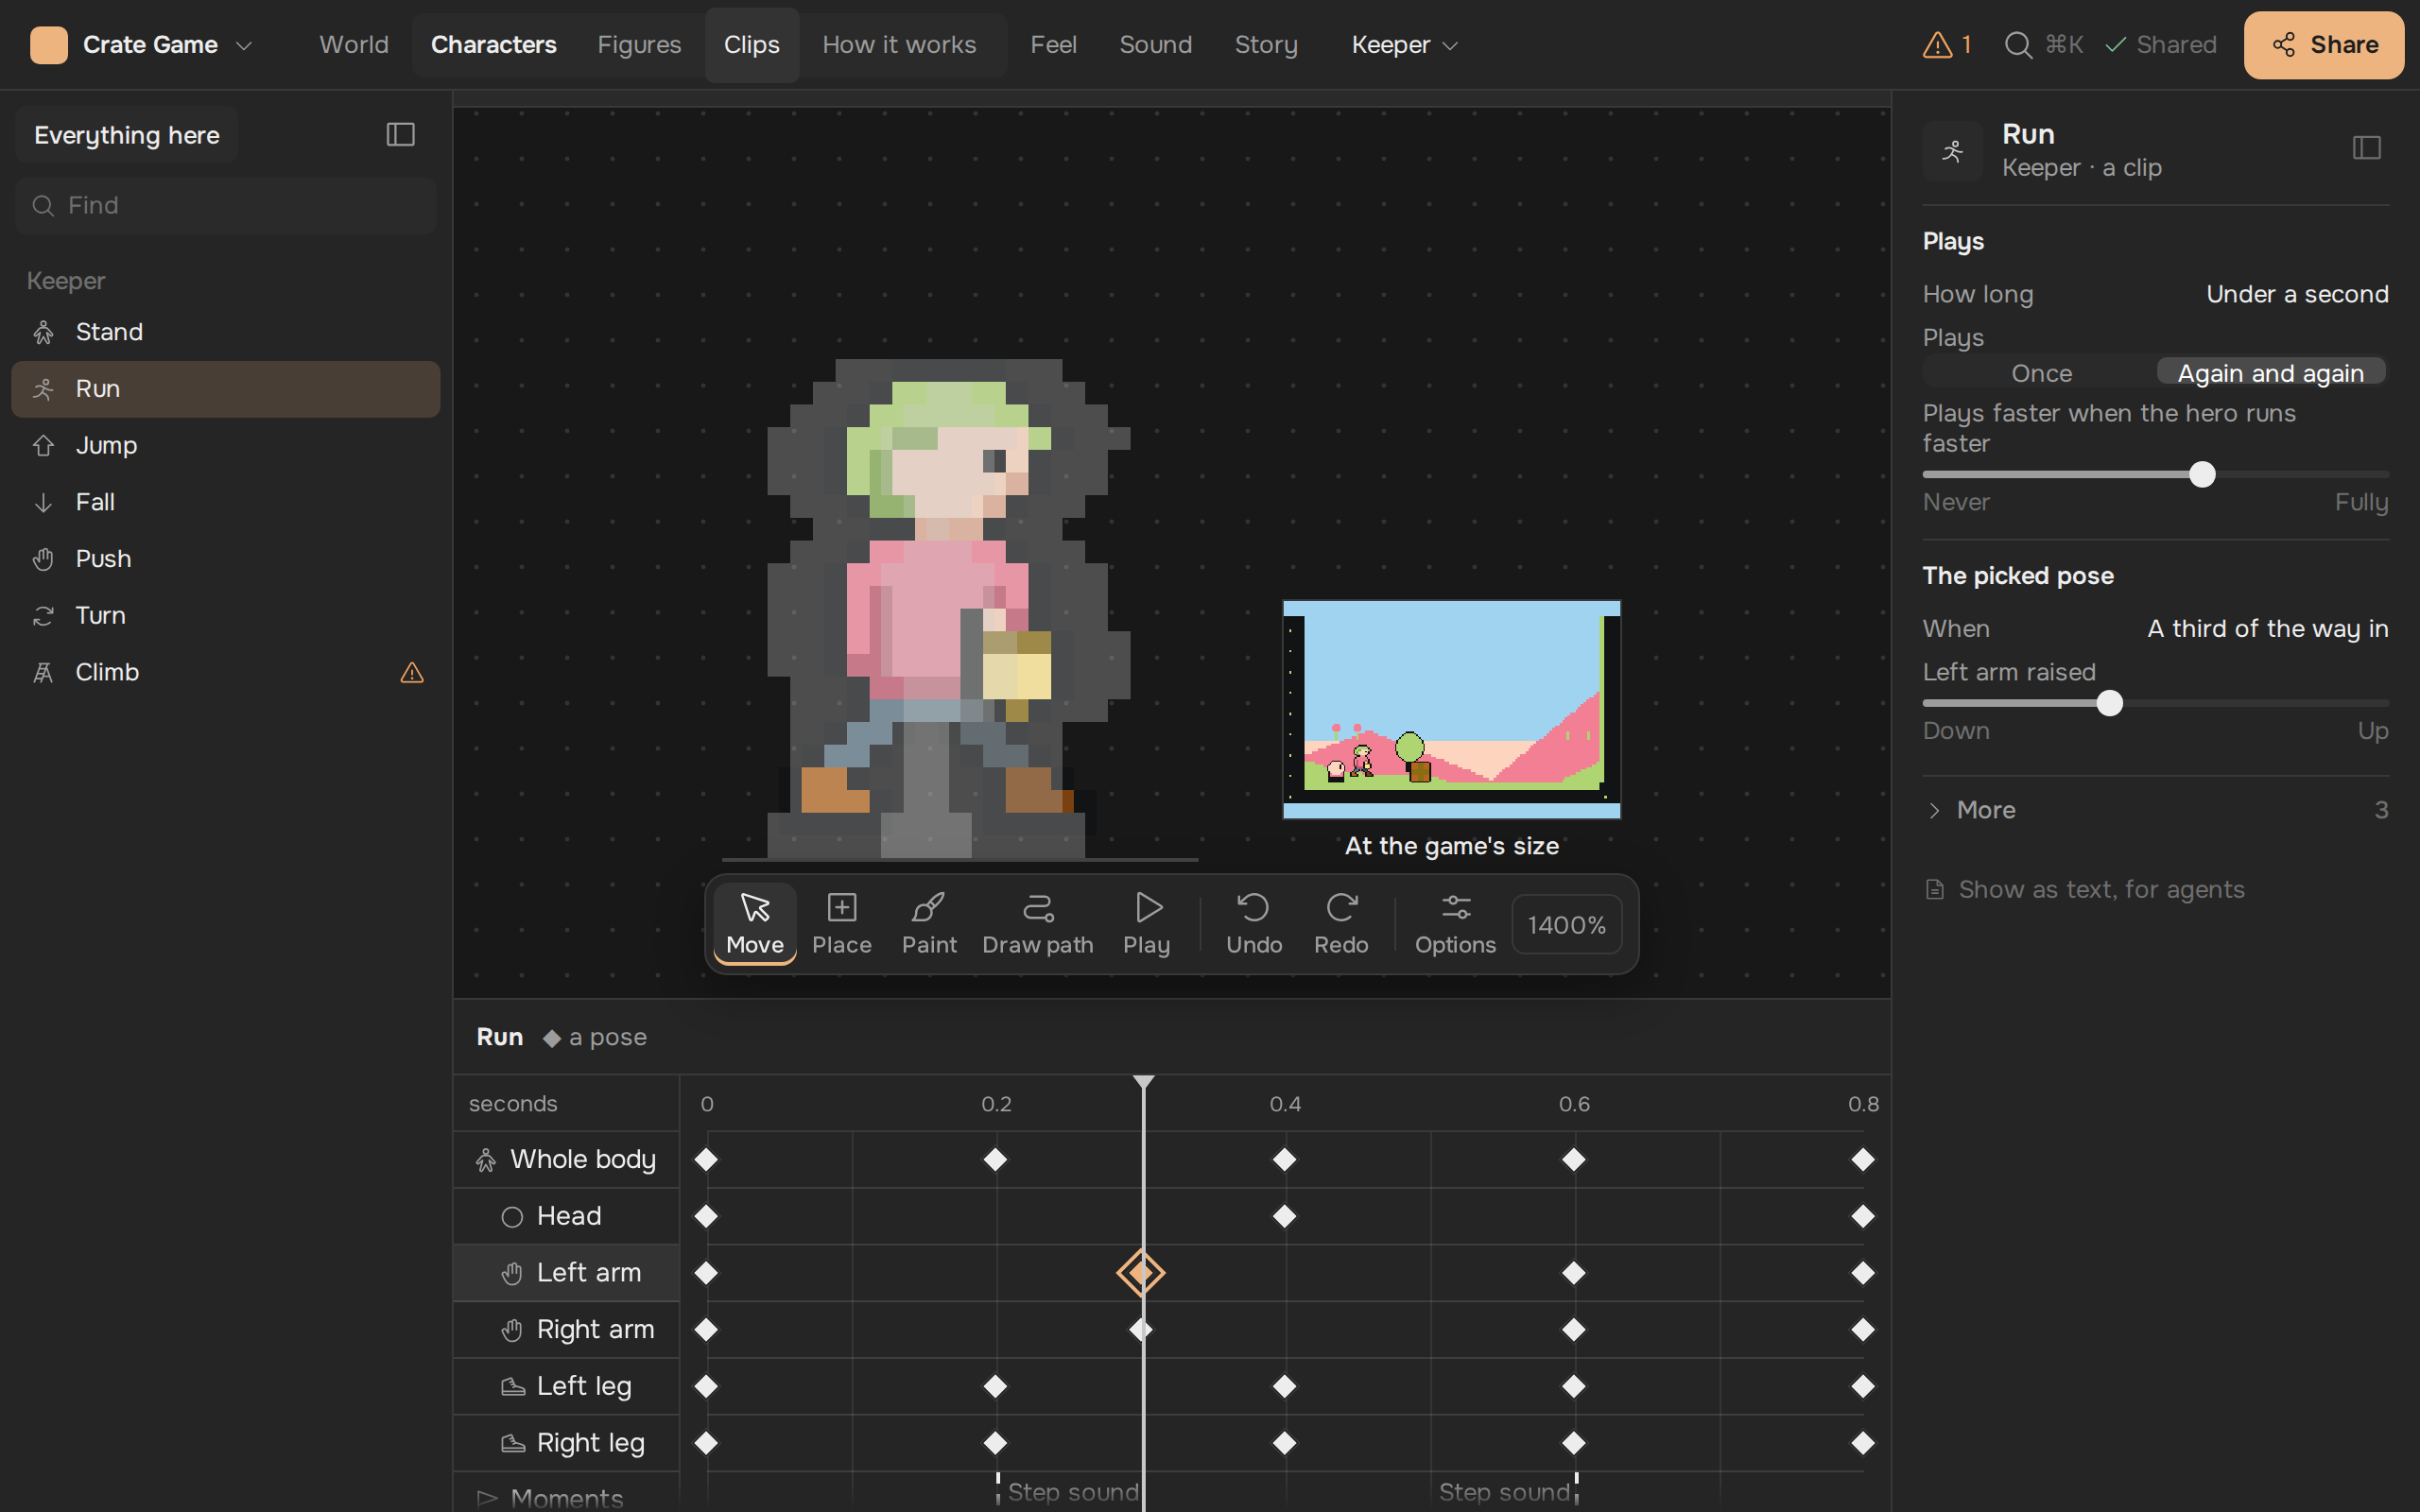 Crate Game
World
Characters
Figures
Clips
How it works
Feel
Sound
Story
Keeper
1
⌘K
Shared
Share
Everything here
Find
Keeper
Stand
Run
Jump
Fall
Push
Turn
Climb
At the game's size
Move
Place
Paint
Draw path
Play
Undo
Redo
Options
1400%
Run
Keeper · a clip
Plays
How long
Under a second
Plays
Once
Again and again
Plays faster when the hero runs
faster
Never
Fully
The picked pose
When
A third of the way in
Left arm raised
Down
Up
More
3
Show as text, for agents
Run
a pose
seconds
0
0.2
0.4
0.6
0.8
Whole body
Head
Left arm
Right arm
Left leg
Right leg
Moments
Step sound
Step sound